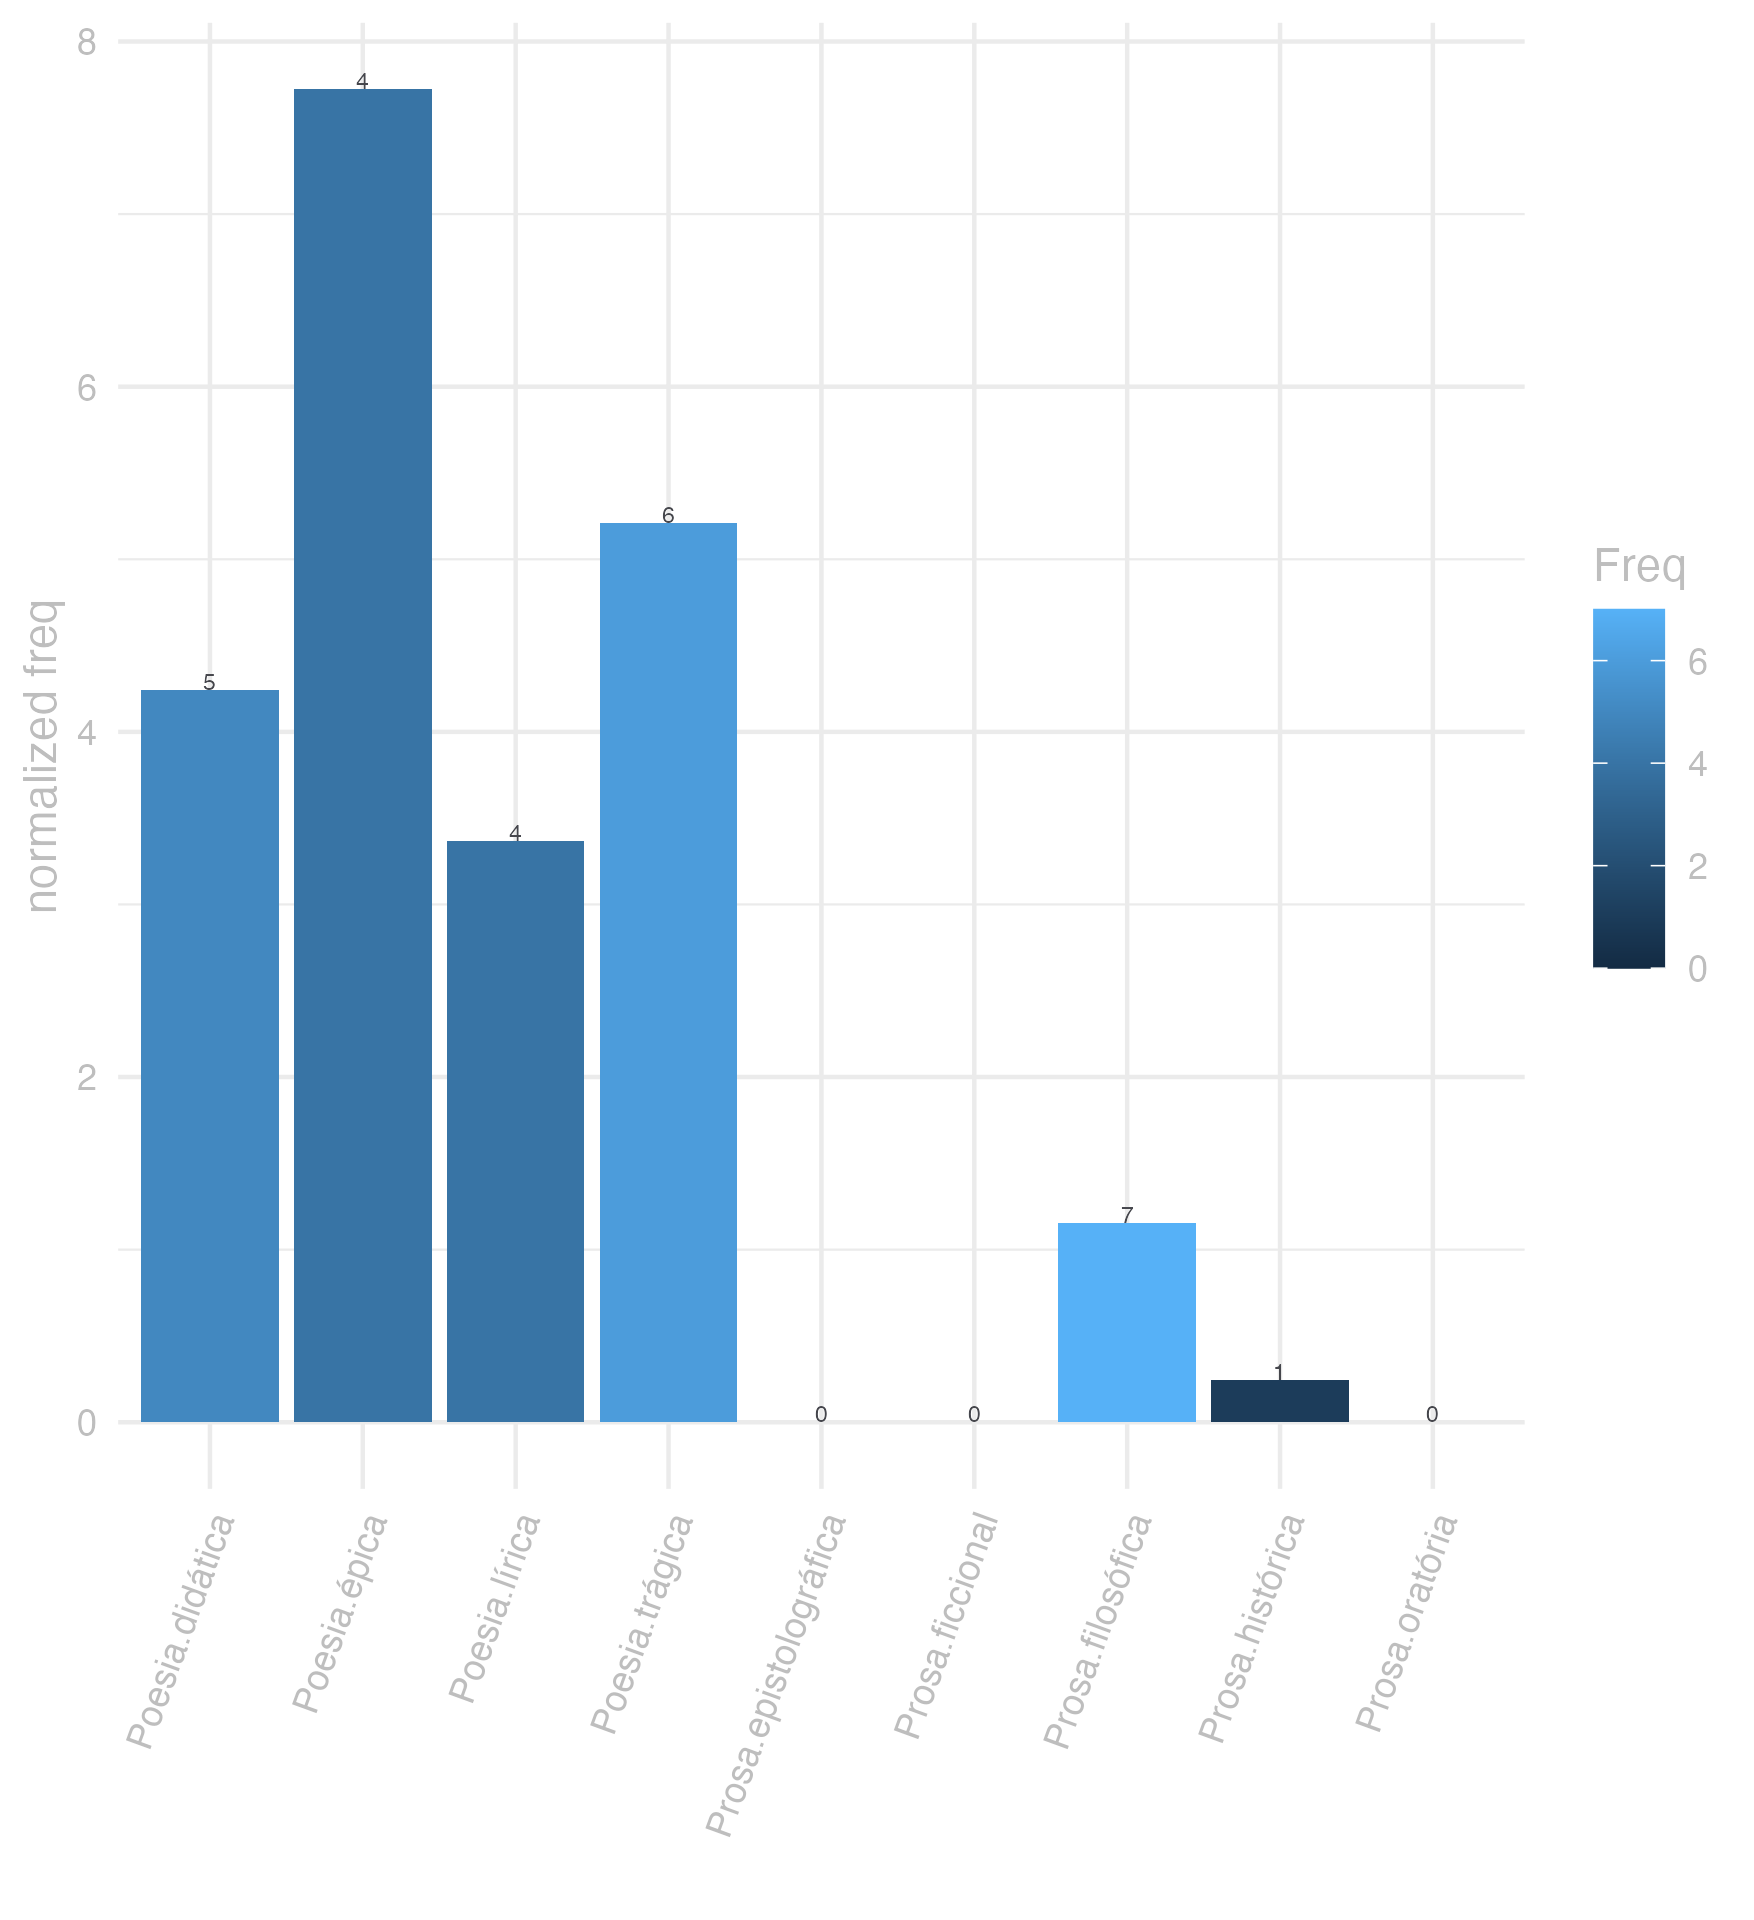 8
6
4
2
0
normalized freq
4
6
5
4
7
1
0
0
0
Poesia.didática
Poesia.épica
Poesia.lírica
Poesia.trágica
Prosa.epistolográfica
Prosa.ficcional
Prosa.filosófica
Prosa.histórica
Prosa.oratória
Freq
6
4
2
0